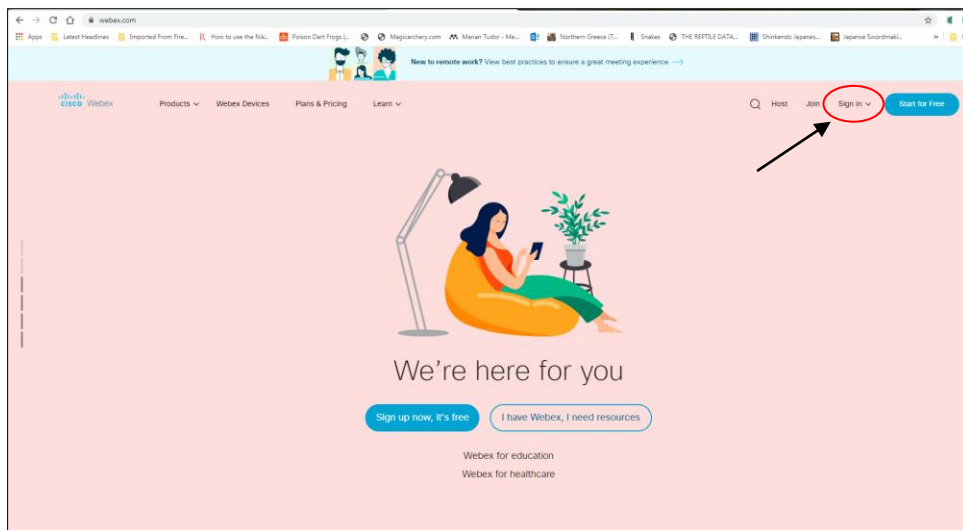 webex.com
Apps Latest Headlines Imported From Fire... How to use the Nik... Poison Dart Frogs |... Magicarchery.com Marian Tudor - Me... Northern Greece (T... Snakes THE REPTILE DATA... Shinkendo Japanes... Japanse Swordmaki... »
New to remote work? View best practices to ensure a great meeting experience. →
CISCO Webex Products Webex Devices Plans & Pricing Learn Host Join Sign in Start for Free
We're here for you
Sign up now, it's free I have Webex, I need resources
Webex for education
Webex for healthcare